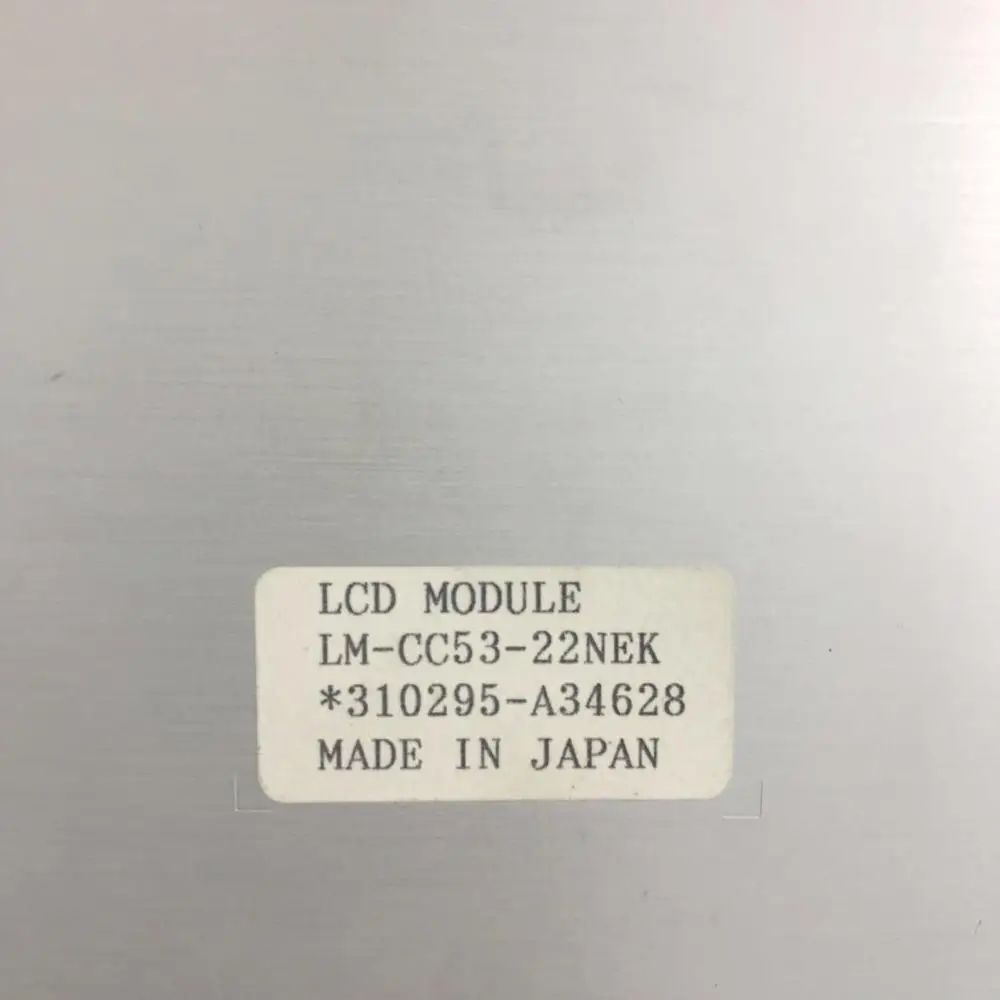 LCD MODULE
LM-CC53-22NEK
*310295-A34628
MADE IN JAPAN